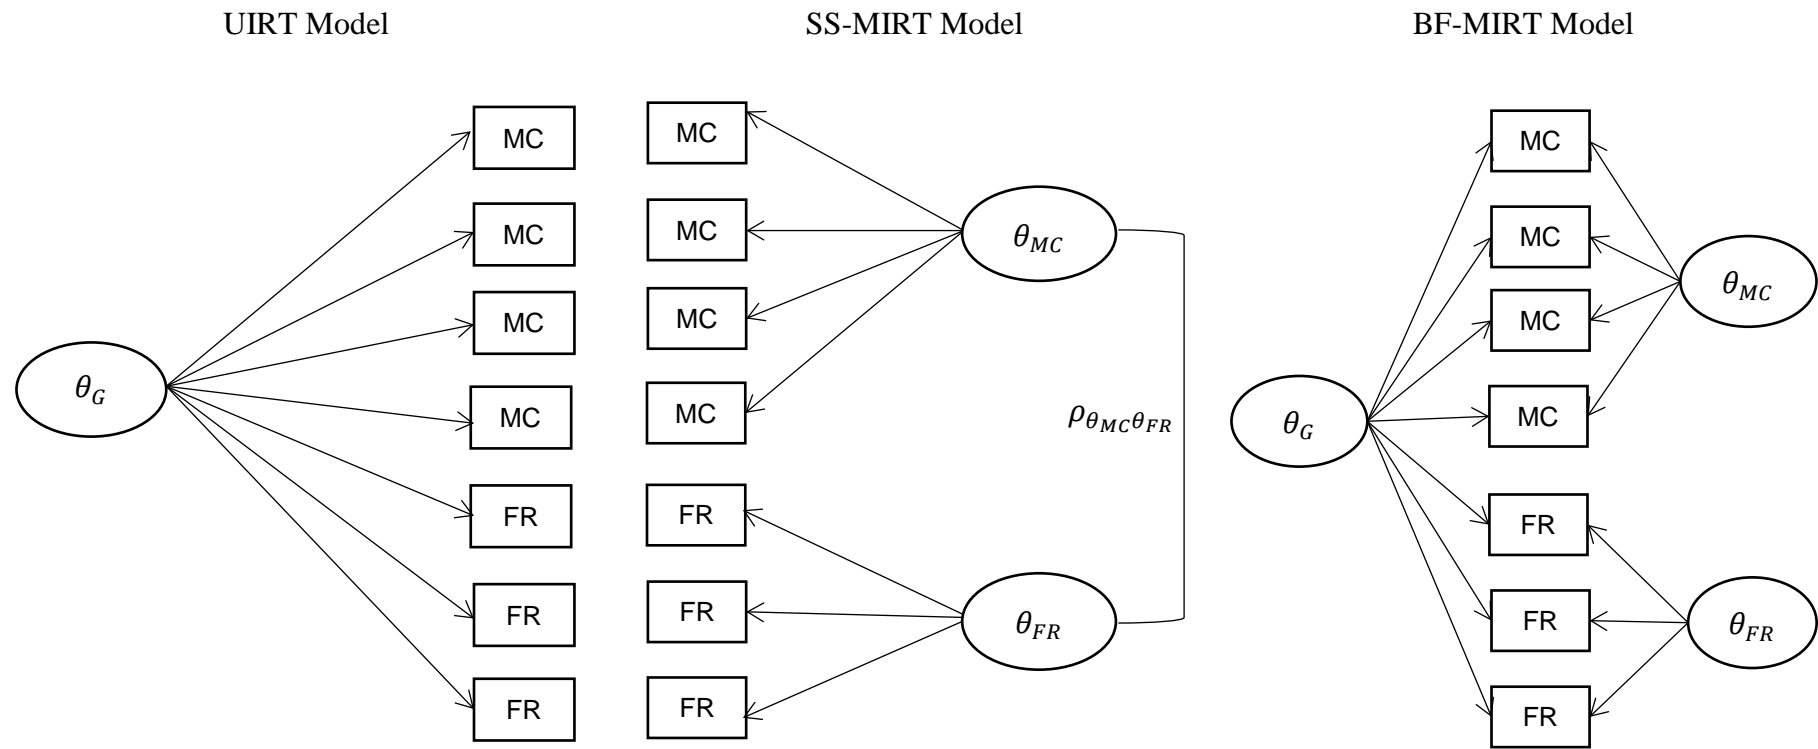 UIRT Model
SS-MIRT Model
BF-MIRT Model
MC
MC
MC
MC
FR
FR
FR
θ_G
MC
MC
MC
MC
FR
FR
FR
θ_MC
θ_FR
ρ_θ_MCθ_FR
MC
MC
MC
MC
FR
FR
FR
θ_G
θ_MC
θ_FR